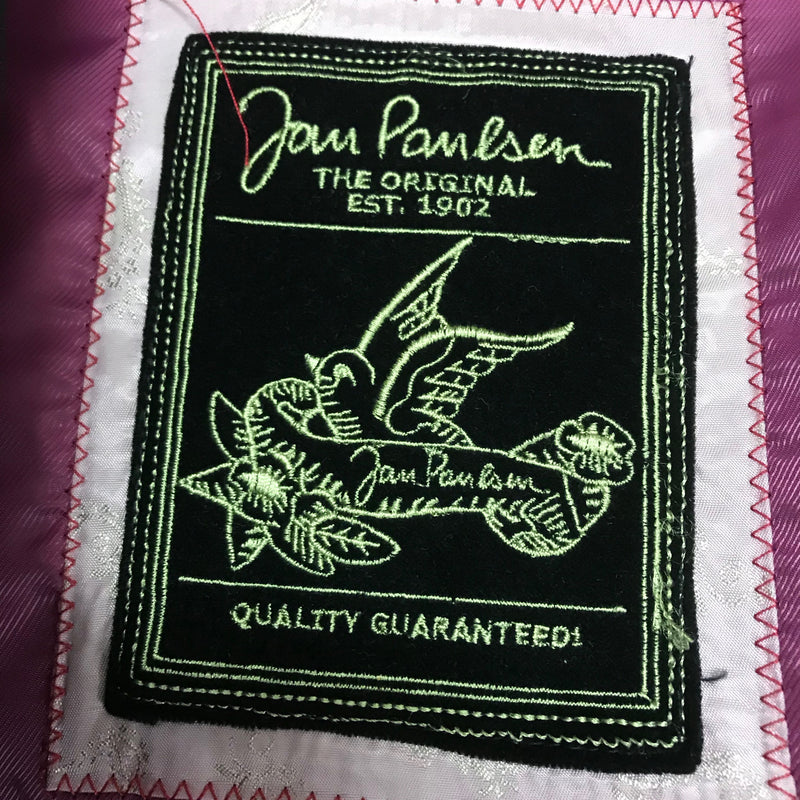 Jan Paulsen
THE ORIGINAL
EST. 1902
Jan Paulsen
QUALITY GUARANTEED!